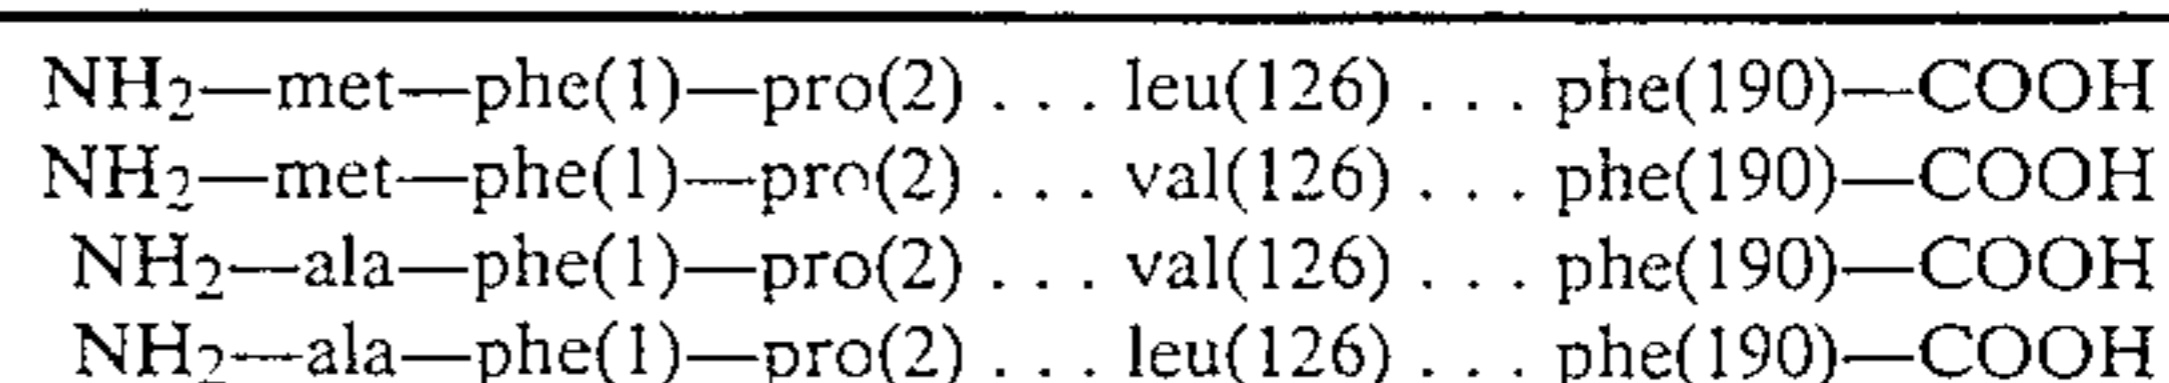 NH₂—met—phe(1)—pro(2) . . . leu(126) . . . phe(190)—COOH
NH₂—met—phe(1)—pro(2) . . . val(126) . . . phe(190)—COOH
NH₂—ala—phe(1)—pro(2) . . . val(126) . . . phe(190)—COOH
NH₂—ala—phe(1)—pro(2) . . . leu(126) . . . phe(190)—COOH